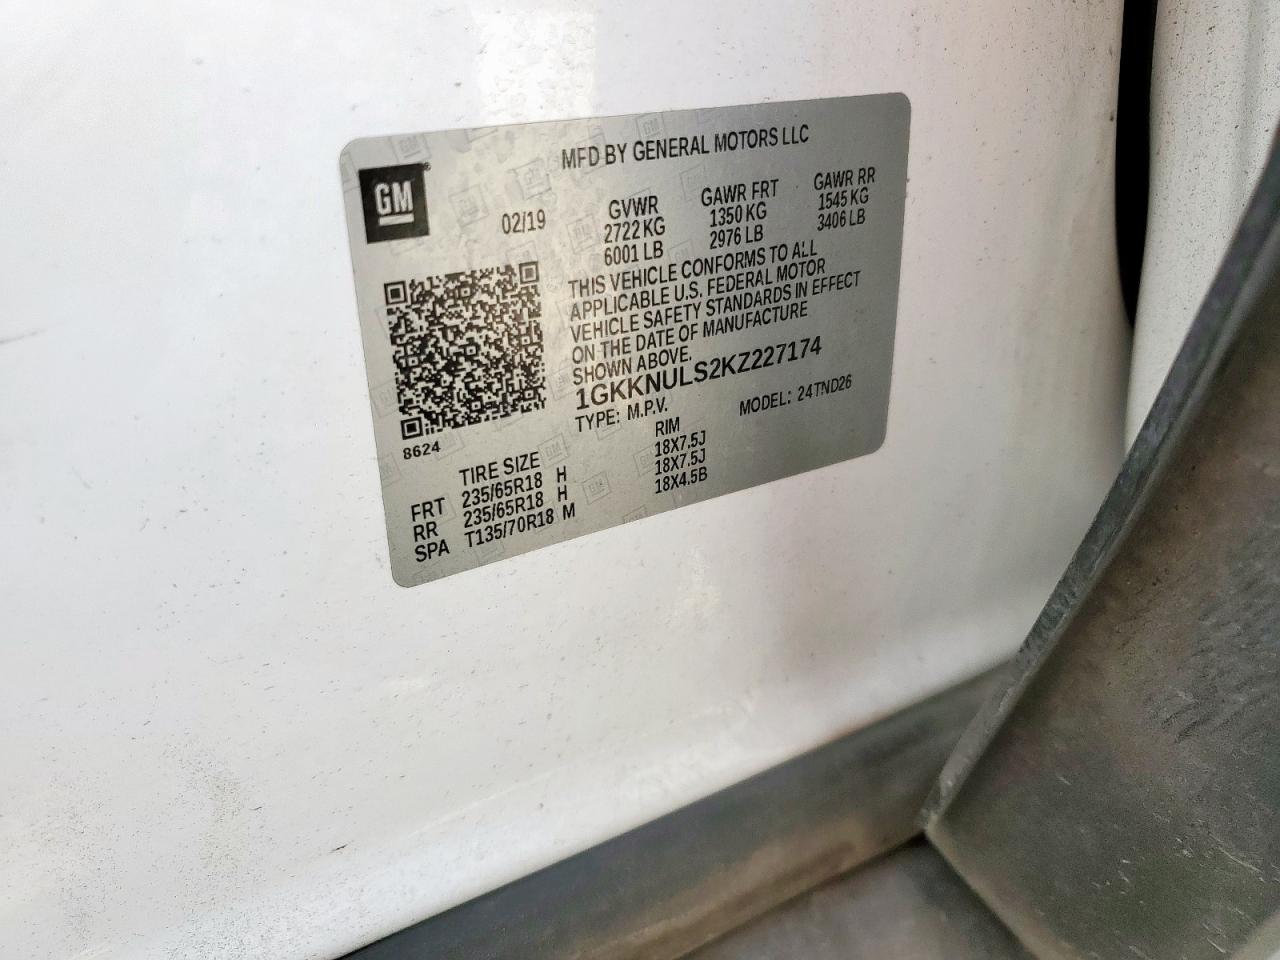 MFD BY GENERAL MOTORS LLC
GM
02/19
GVWR GAWR FRT GAWR RR
2722 KG 1350 KG 1545 KG
6001 LB 2976 LB 3406 LB
THIS VEHICLE CONFORMS TO ALL
APPLICABLE U.S. FEDERAL MOTOR
VEHICLE SAFETY STANDARDS IN EFFECT
ON THE DATE OF MANUFACTURE
SHOWN ABOVE.
1GKKNULS2KZ227174
TYPE: M.P.V. MODEL: 24TND26
8624
TIRE SIZE RIM
FRT 235/65R18 H 18X7.5J
RR 235/65R18 H 18X7.5J
SPA T135/70R18 M 18X4.5B